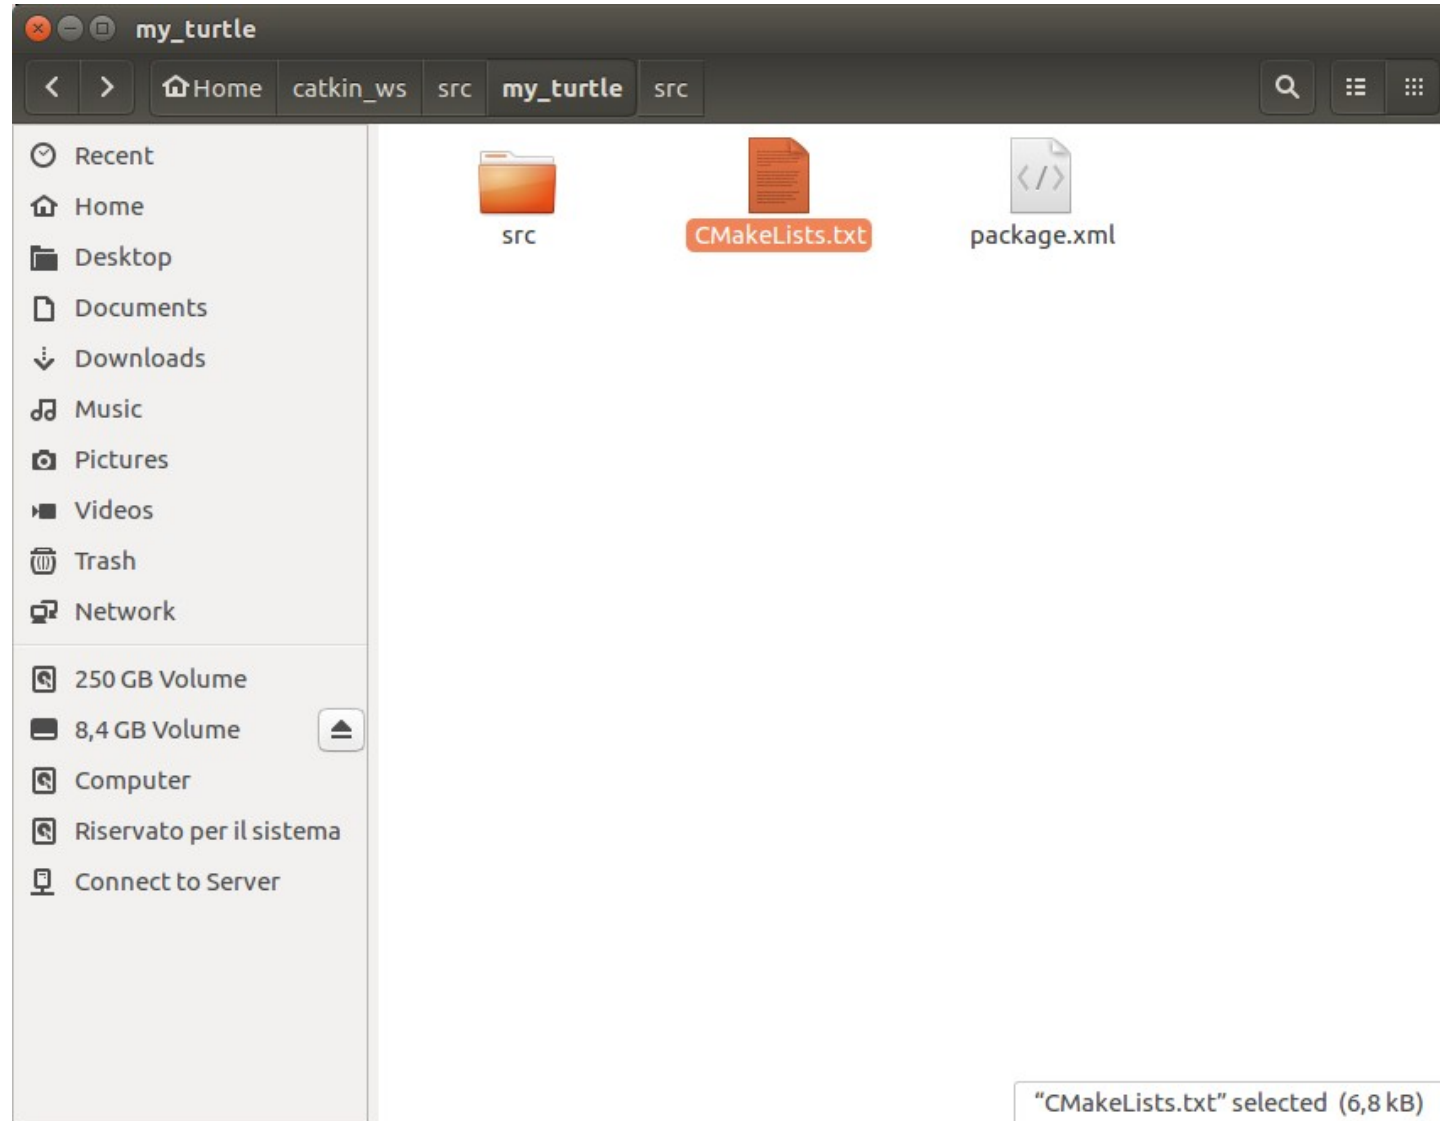 my_turtle
Home catkin_ws src my_turtle src
Recent
Home
Desktop
Documents
Downloads
Music
Pictures
Videos
Trash
Network
250 GB Volume
8,4 GB Volume
Computer
Riservato per il sistema
Connect to Server
src CMakeLists.txt package.xml
“CMakeLists.txt” selected (6,8 kB)